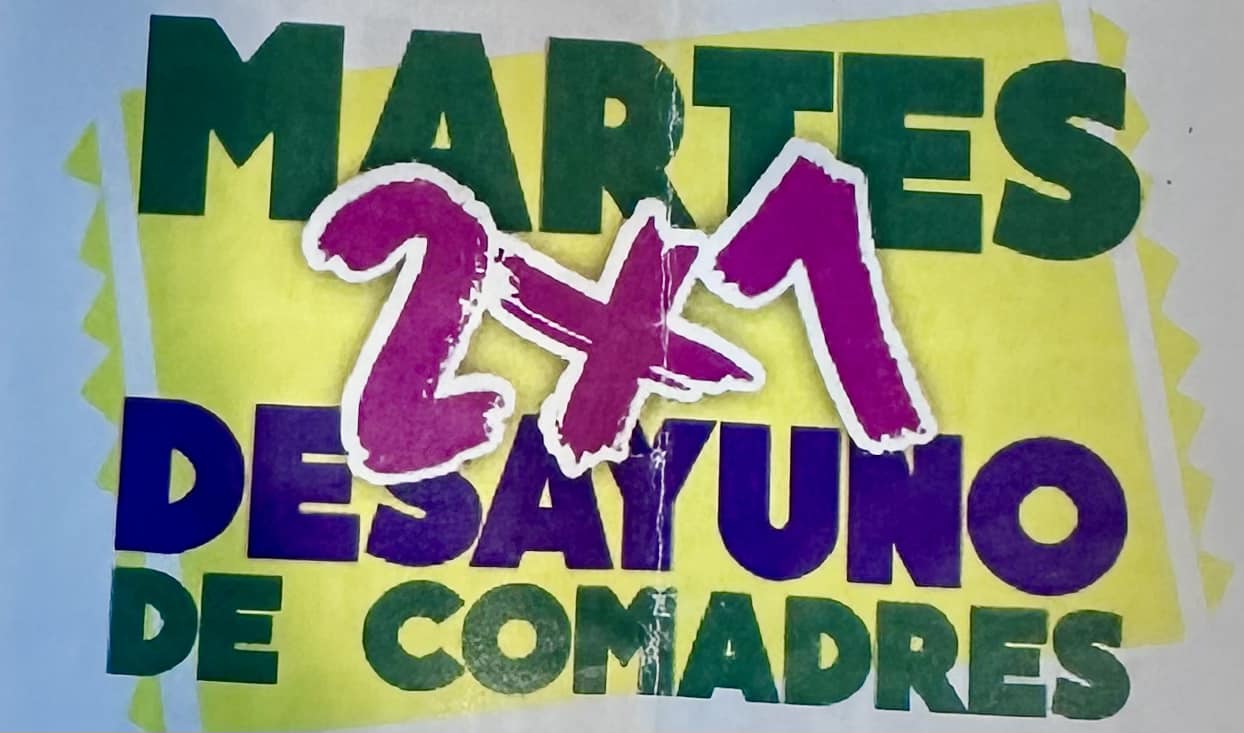 MARTES
2x1
DESAYUNO
DE COMADRES